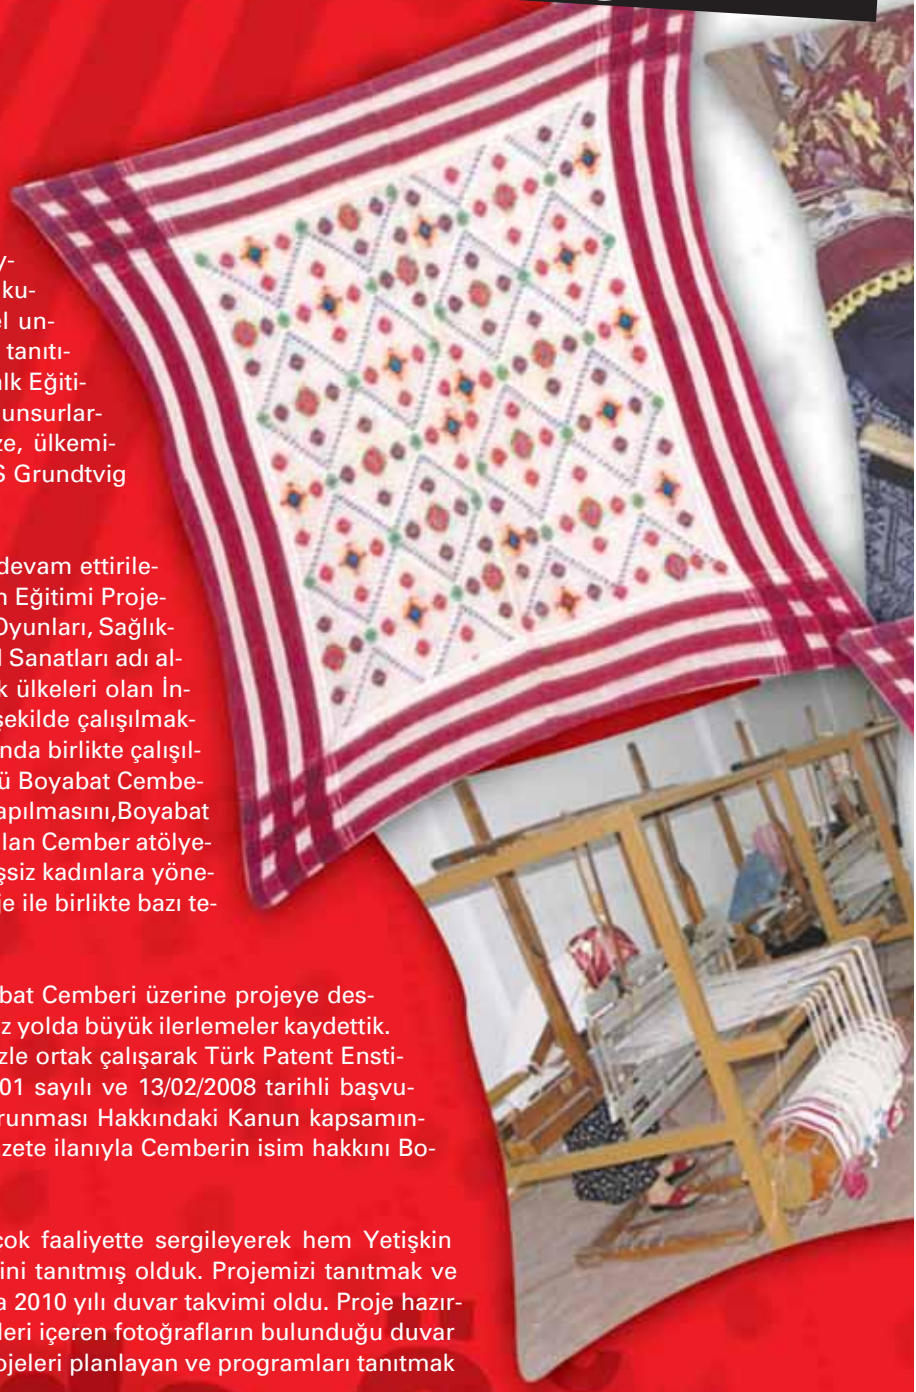 y-
ku-
el un-
tanıtı-
alk Eğiti-
unsurlar-
ze, ülkemi-
S Grundtvig
devam ettirile-
n Eğitimi Proje-
Oyunları, Sağlık-
l Sanatları adı al-
k ülkeleri olan İn-
şekilde çalışılmak-
nda birlikte çalışıl-
ü Boyabat Cembe-
apılmasını,Boyabat
ılan Cember atölye-
şsiz kadınlara yöne-
je ile birlikte bazı te-
bat Cemberi üzerine projeye des-
z yolda büyük ilerlemeler kaydettik.
zle ortak çalışarak Türk Patent Ensti-
01 sayılı ve 13/02/2008 tarihli başvu-
orunması Hakkındaki Kanun kapsamın-
azete ilanıyla Cemberin isim hakkını Bo-
çok faaliyette sergileyerek hem Yetişkin
ini tanıtmış olduk. Projemizi tanıtmak ve
a 2010 yılı duvar takvimi oldu. Proje hazır-
leri içeren fotoğrafların bulunduğu duvar
ojeleri planlayan ve programları tanıtmak